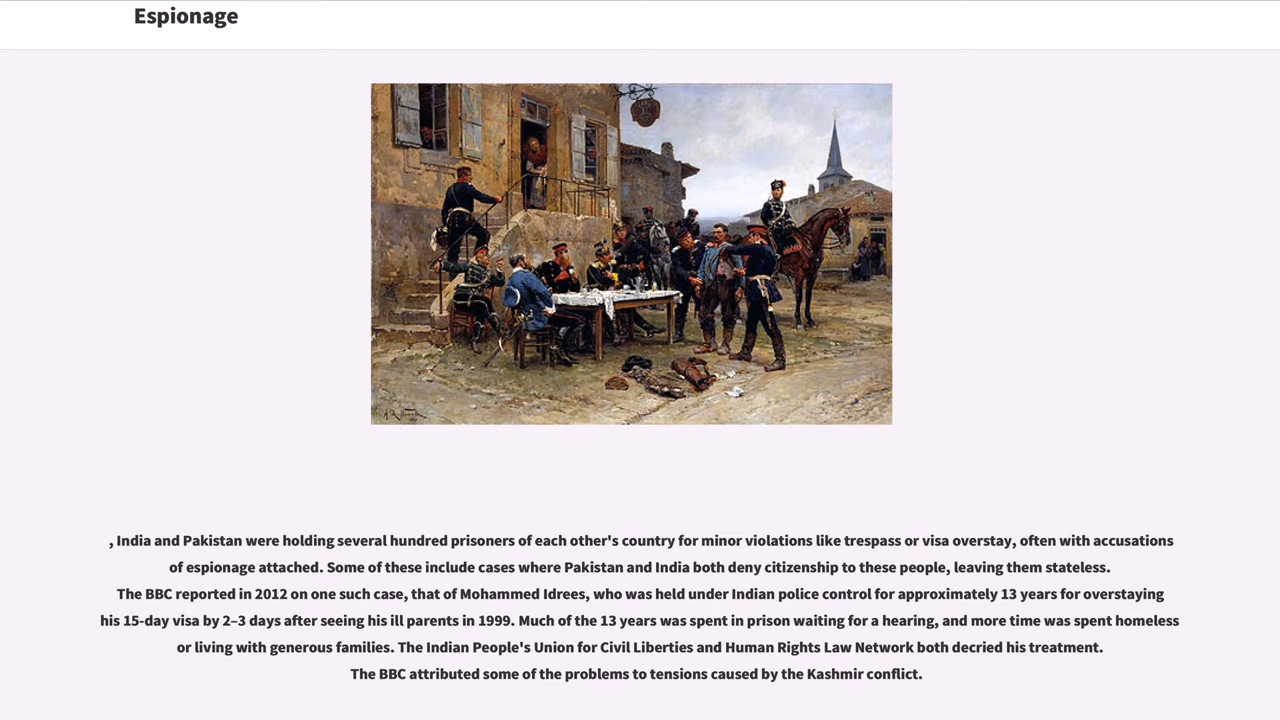 Espionage
, India and Pakistan were holding several hundred prisoners of each other's country for minor violations like trespass or visa overstay, often with accusations
of espionage attached. Some of these include cases where Pakistan and India both deny citizenship to these people, leaving them stateless.
The BBC reported in 2012 on one such case, that of Mohammed Idrees, who was held under Indian police control for approximately 13 years for overstaying
his 15-day visa by 2–3 days after seeing his ill parents in 1999. Much of the 13 years was spent in prison waiting for a hearing, and more time was spent homeless
or living with generous families. The Indian People's Union for Civil Liberties and Human Rights Law Network both decried his treatment.
The BBC attributed some of the problems to tensions caused by the Kashmir conflict.